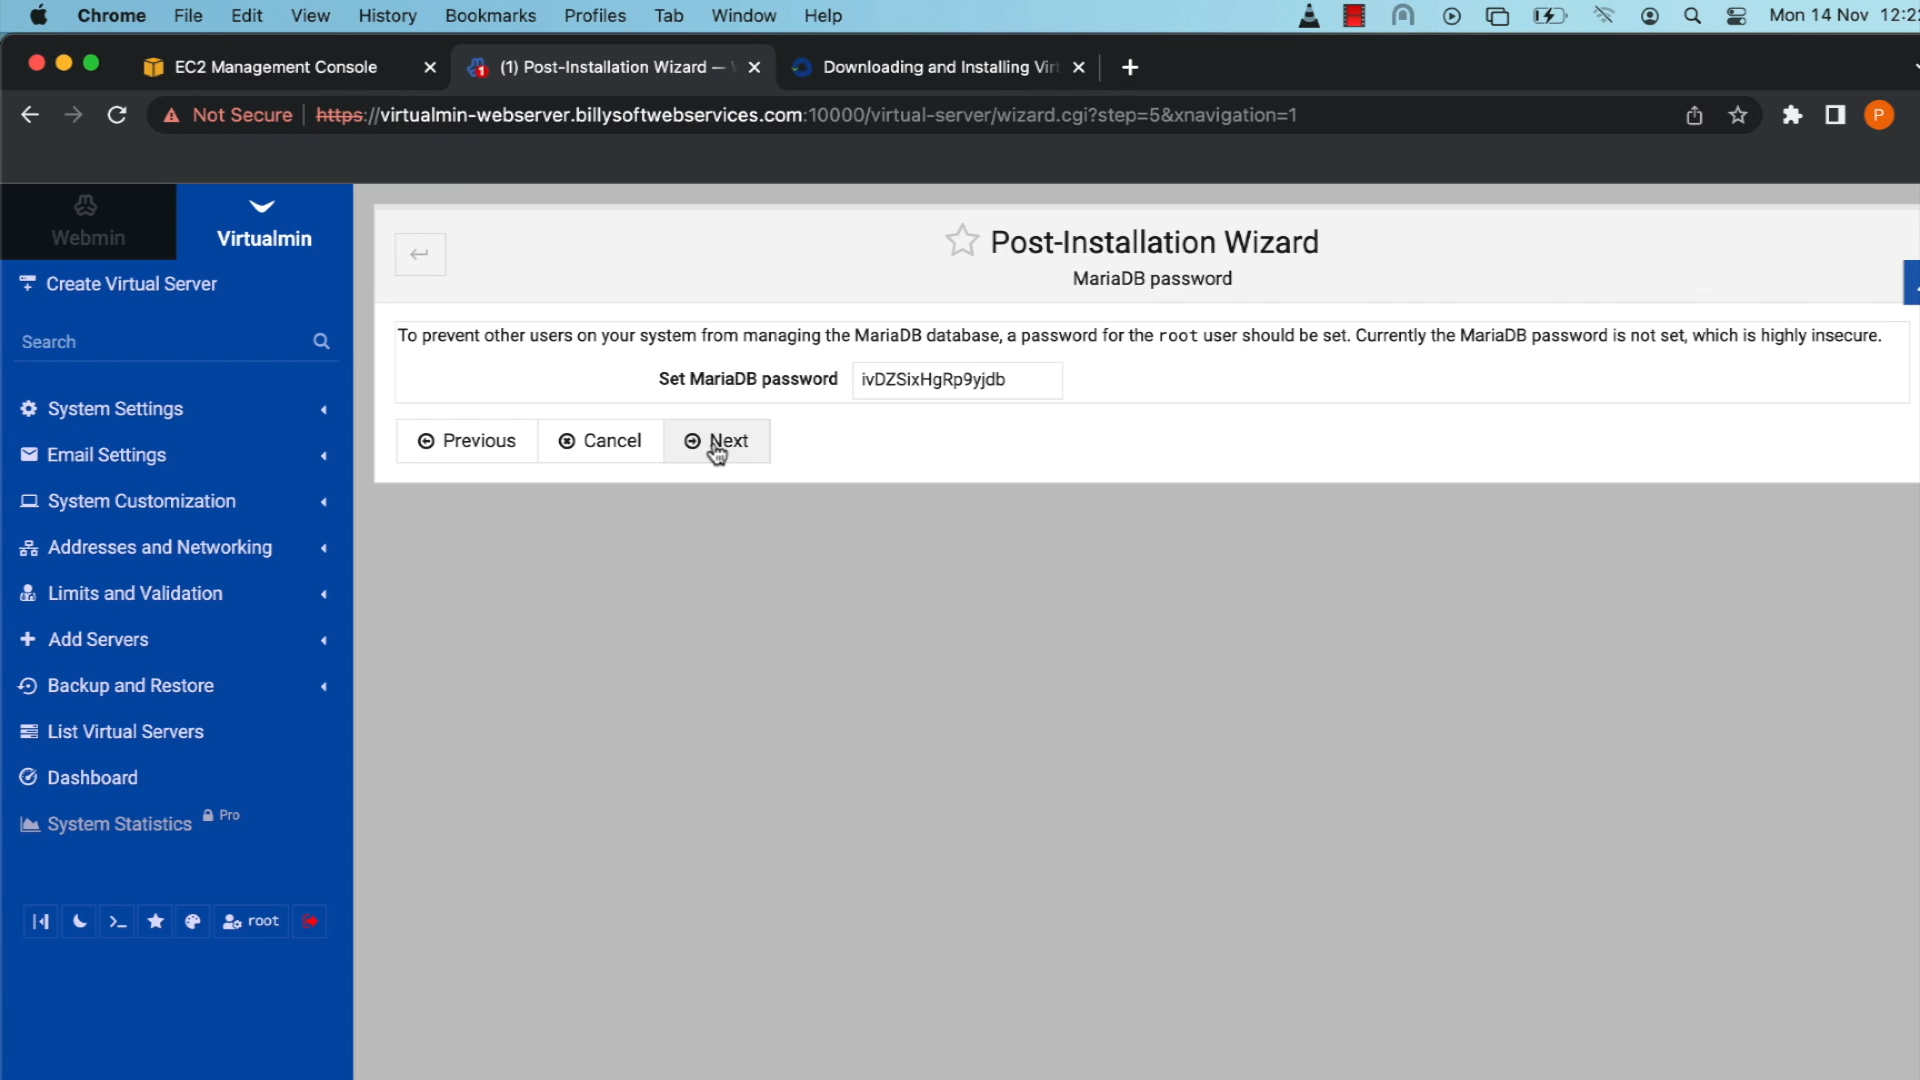 Chrome File Edit View History Bookmarks Profiles Tab Window Help Mon 14 Nov 12:2
EC2 Management Console (1) Post-Installation Wizard — Downloading and Installing Virt
Not Secure https://virtualmin-webserver.billysoftwebservices.com:10000/virtual-server/wizard.cgi?step=5&xnavigation=1 P
Webmin
Virtualmin
Create Virtual Server
Search
System Settings
Email Settings
System Customization
Addresses and Networking
Limits and Validation
Add Servers
Backup and Restore
List Virtual Servers
Dashboard
System Statistics Pro
root
Post-Installation Wizard
MariaDB password
To prevent other users on your system from managing the MariaDB database, a password for the root user should be set. Currently the MariaDB password is not set, which is highly insecure.
Set MariaDB password ivDZSixHgRp9yjdb
Previous Cancel Next